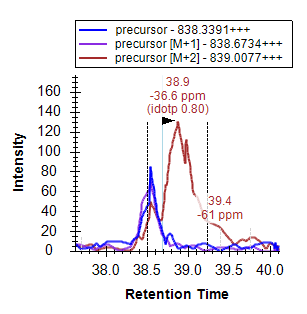 precursor - 838.3391+++
precursor [M+1] - 838.6734+++
precursor [M+2] - 839.0077+++
38.9
-36.6 ppm
(idotp 0.80)
39.4
-61 ppm
Intensity
160
140
120
100
80
60
40
20
0
38.0 38.5 39.0 39.5 40.0
Retention Time